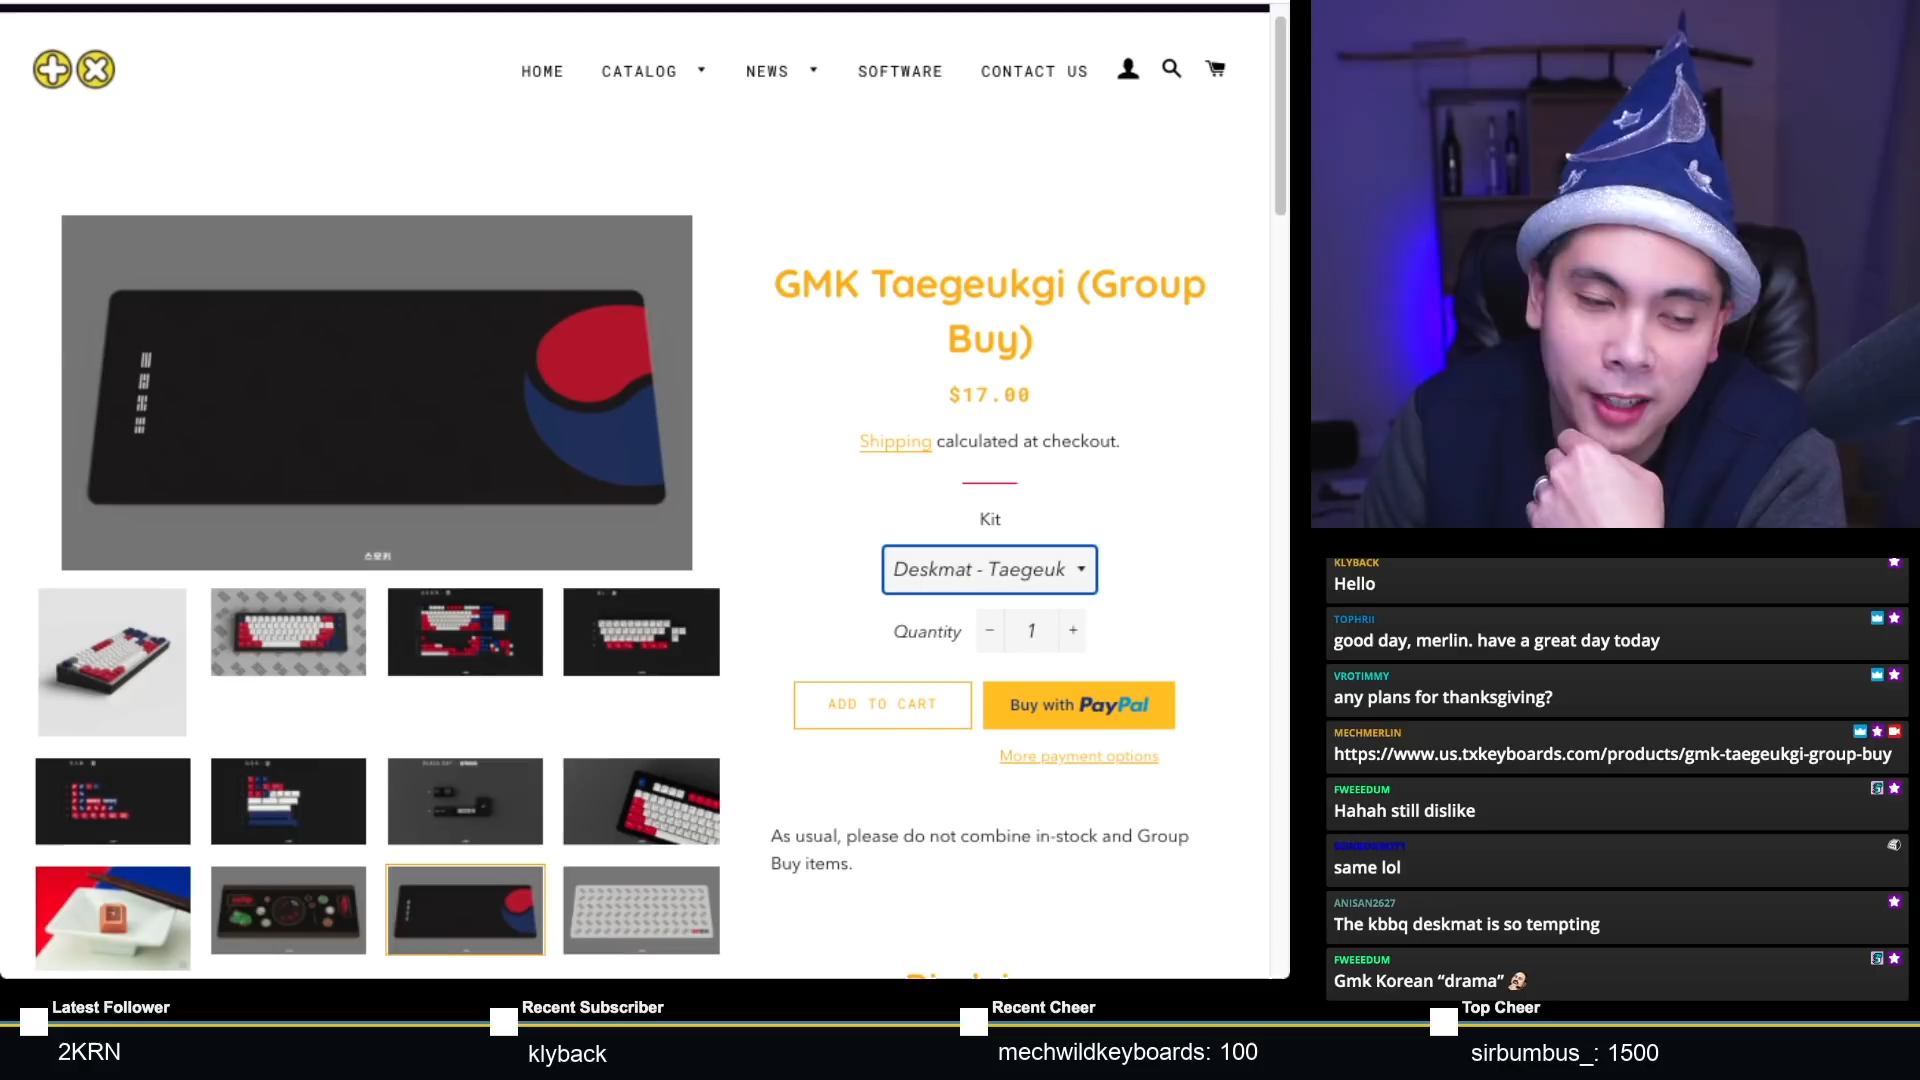 HOME
CATALOG
NEWS
SOFTWARE
CONTACT US
GMK Taegeukgi (Group
Buy)
$17.00
Shipping calculated at checkout.
Kit
Deskmat - Taegeuk
Quantity
−
1
+
ADD TO CART
Buy with PayPal
More payment options
As usual, please do not combine in-stock and Group
Buy items.
스모키
KLYBACK
Hello
TOPHRII
good day, merlin. have a great day today
VROTIMMY
any plans for thanksgiving?
MECHMERLIN
https://www.us.txkeyboards.com/products/gmk-taegeukgi-group-buy
FWEEEDUM
Hahah still dislike
same lol
ANISAN2627
The kbbq deskmat is so tempting
FWEEEDUM
Gmk Korean “drama”
Latest Follower
2KRN
Recent Subscriber
klyback
Recent Cheer
mechwildkeyboards: 100
Top Cheer
sirbumbus_: 1500